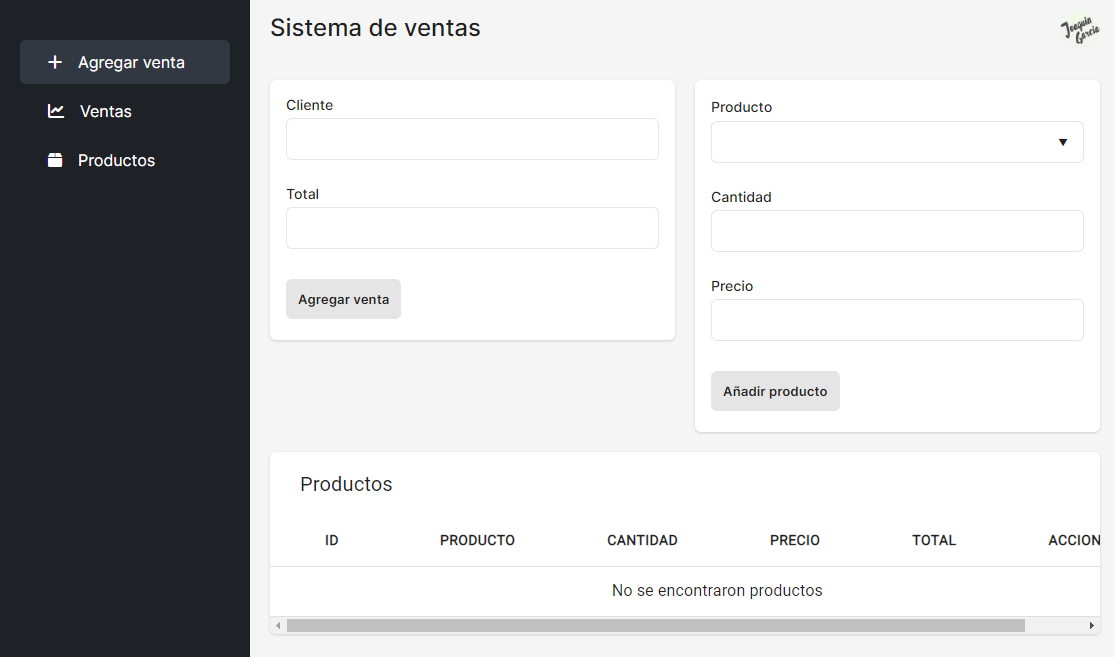 Sistema de ventas
Joaquin
Garcia
Agregar venta
Ventas
Productos
Cliente
Total
Agregar venta
Producto
Cantidad
Precio
Añadir producto
Productos
ID PRODUCTO CANTIDAD PRECIO TOTAL ACCION
No se encontraron productos